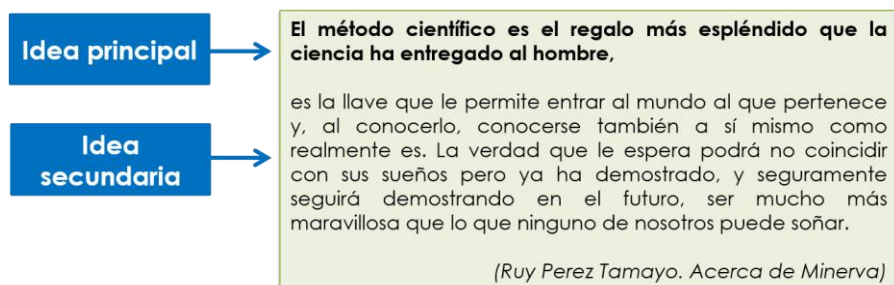 Idea principal
El método científico es el regalo más espléndido que la
ciencia ha entregado al hombre,
es la llave que le permite entrar al mundo al que pertenece
y, al conocerlo, conocerse también a sí mismo como
realmente es. La verdad que le espera podrá no coincidir
con sus sueños pero ya ha demostrado, y seguramente
seguirá demostrando en el futuro, ser mucho más
maravillosa que lo que ninguno de nosotros puede soñar.
Idea
secundaria
(Ruy Perez Tamayo. Acerca de Minerva)